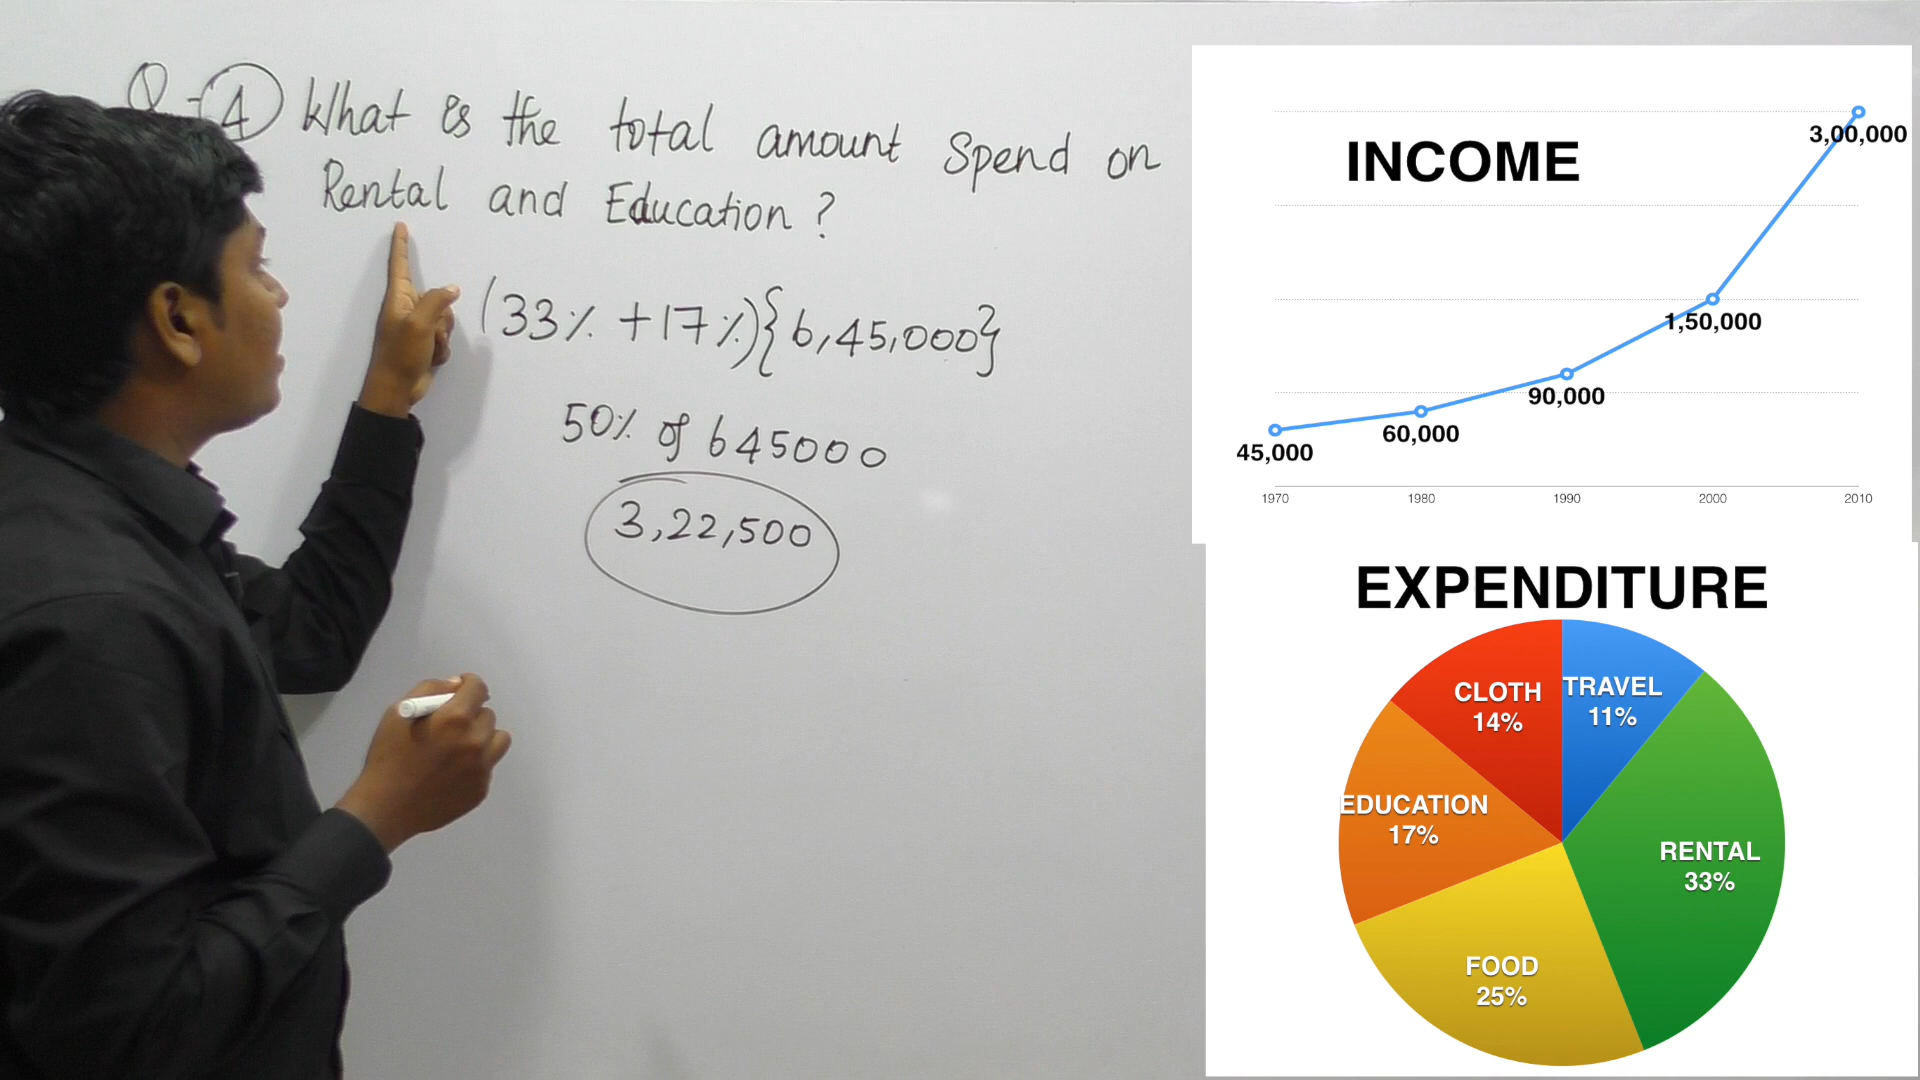 Q-4 What is the total amount Spend on
Rental and Education ?
(33% + 17%){6,45,000}
50% of 645000
3,22,500
INCOME
3,00,000
1,50,000
90,000
60,000
45,000
1970 1980 1990 2000 2010
EXPENDITURE
CLOTH
14%
TRAVEL
11%
EDUCATION
17%
RENTAL
33%
FOOD
25%